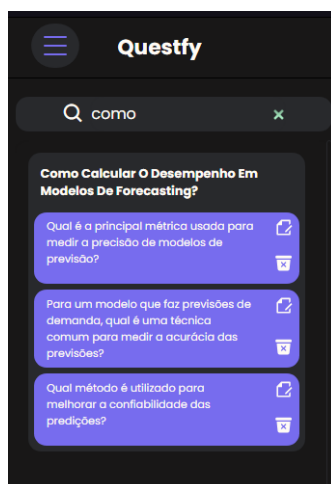 Questfy
como
Como Calcular O Desempenho Em
Modelos De Forecasting?
Qual é a principal métrica usada para
medir a precisão de modelos de
previsão?
Para um modelo que faz previsões de
demanda, qual é uma técnica
comum para medir a acurácia das
previsões?
Qual método é utilizado para
melhorar a confiabilidade das
predições?